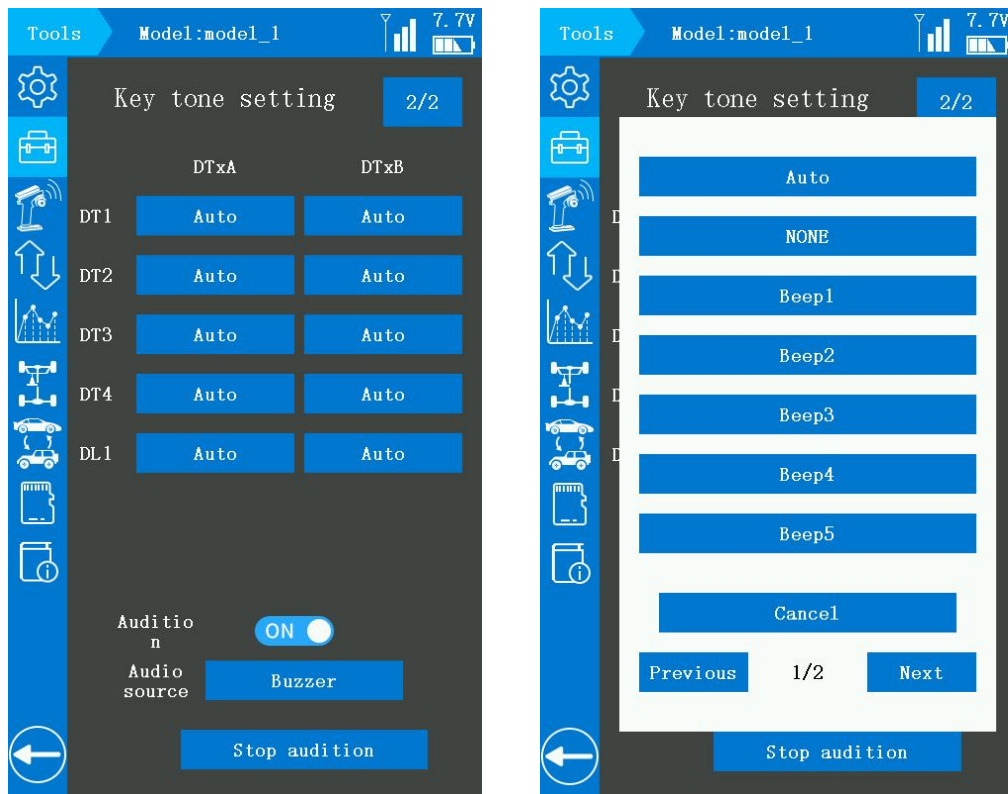 Tools Model:model_1 7.7V
Key tone setting 2/2
DTxA DTxB
DT1 Auto Auto
DT2 Auto Auto
DT3 Auto Auto
DT4 Auto Auto
DL1 Auto Auto
Auditio
n
ON
Audio
source
Buzzer
Stop audition
Tools Model:model_1 7.7V
Key tone setting 2/2
Auto
NONE
D
Beep1
D
Beep2
D
Beep3
D
Beep4
D
Beep5
Cancel
Previous 1/2 Next
Stop audition